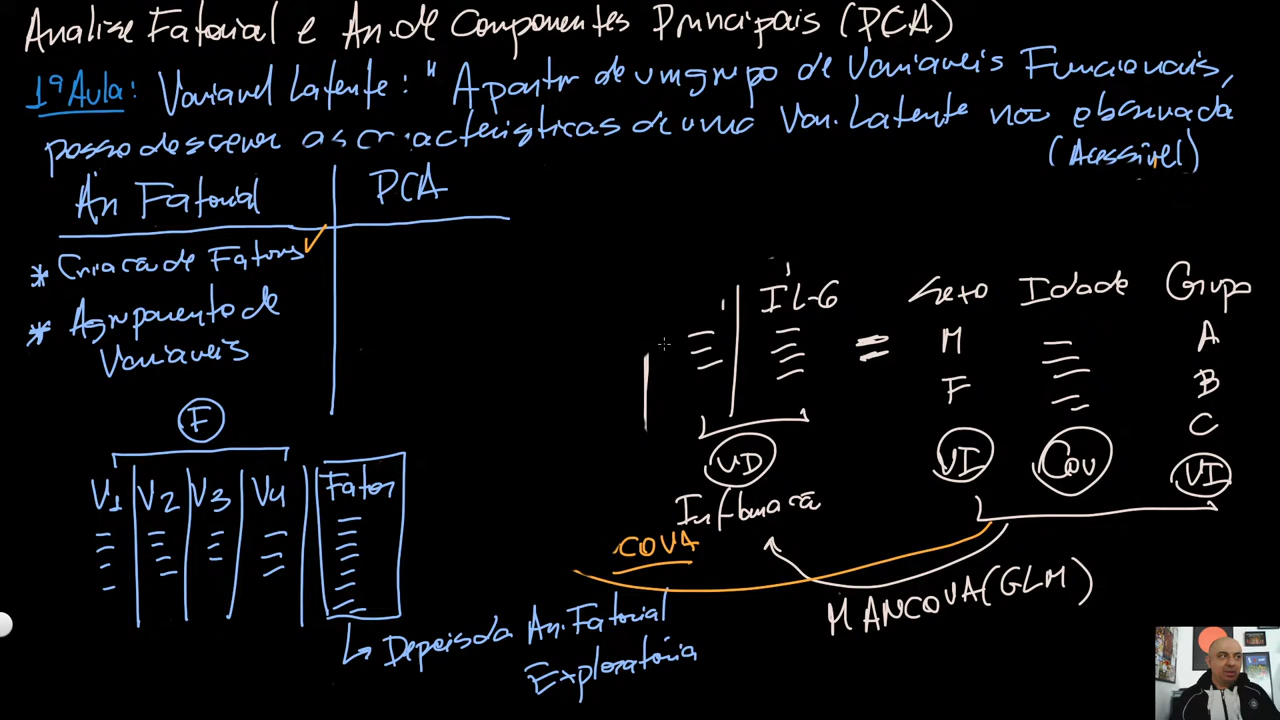 Analise Fatorial e An. de Componentes Principais (PCA)
1ª Aula: Variavel Latente: " A partir de um grupo de Variaveis Funcionais,
posso descrever as caracteristicas de uma Var. Latente não observada
(Acessivel)
An Fatorial PCA
* Criacão de Fatores
* Agrupamento de
Variaveis
IL-6 Sexo Idade Grupo
= M A
F B
C
F
VD VI Cov VI
V1 V2 V3 V4 Fator
COVA
MANCOVA (GLM)
↳ Depois da An. Fatorial
Exploratória